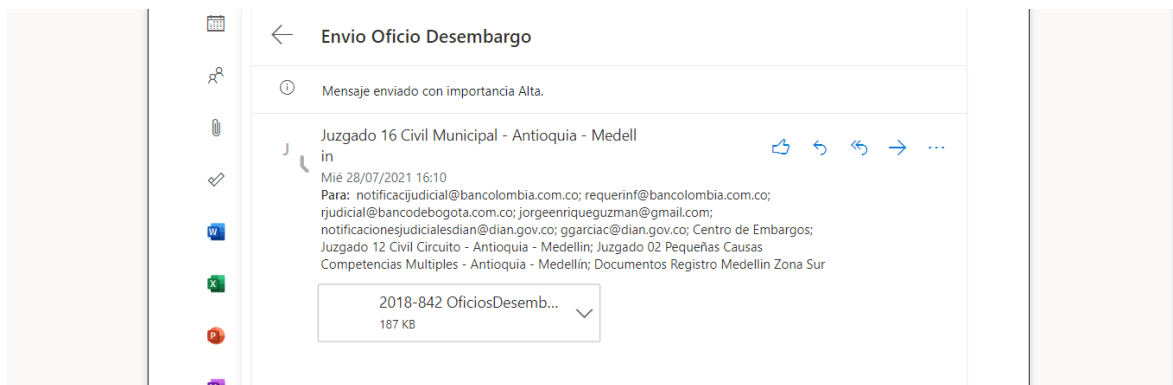 Envio Oficio Desembargo
Mensaje enviado con importancia Alta.
J
Juzgado 16 Civil Municipal - Antioquia - Medell
in
Mié 28/07/2021 16:10
Para: notificacijudicial@bancolombia.com.co; requerinf@bancolombia.com.co;
rjudicial@bancodebogota.com.co; jorgeenriqueguzman@gmail.com;
notificacionesjudicialesdian@dian.gov.co; ggarciac@dian.gov.co; Centro de Embargos;
Juzgado 12 Civil Circuito - Antioquia - Medellin; Juzgado 02 Pequeñas Causas
Competencias Multiples - Antioquia - Medellín; Documentos Registro Medellin Zona Sur
2018-842 OficiosDesemb...
187 KB
W
X
P